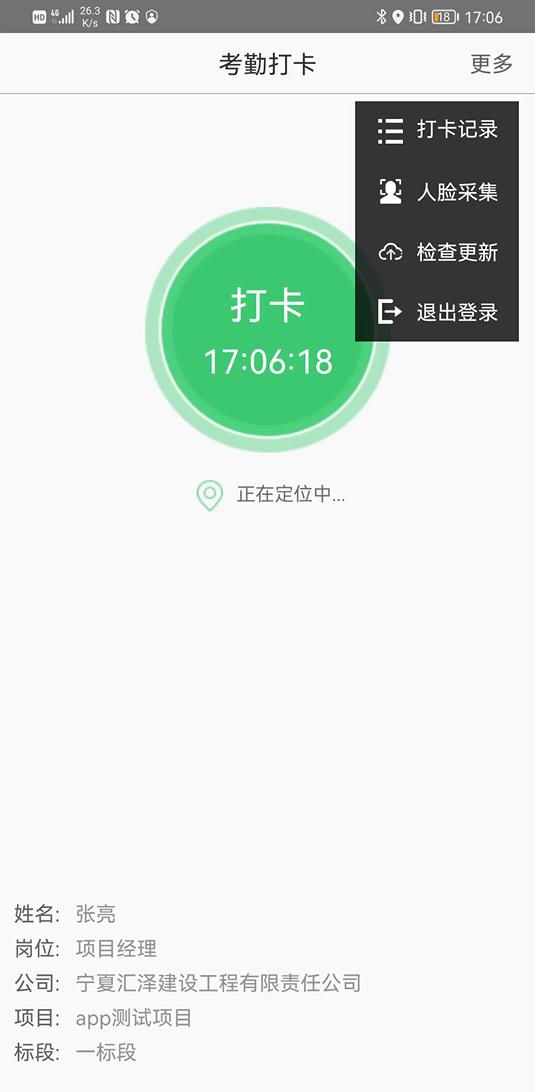 HD 4G 26.3 K/s 18 17:06
考勤打卡 更多
打卡记录
人脸采集
检查更新
退出登录
打卡
17:06:18
正在定位中...
姓名: 张亮
岗位: 项目经理
公司: 宁夏汇泽建设工程有限责任公司
项目: app测试项目
标段: 一标段